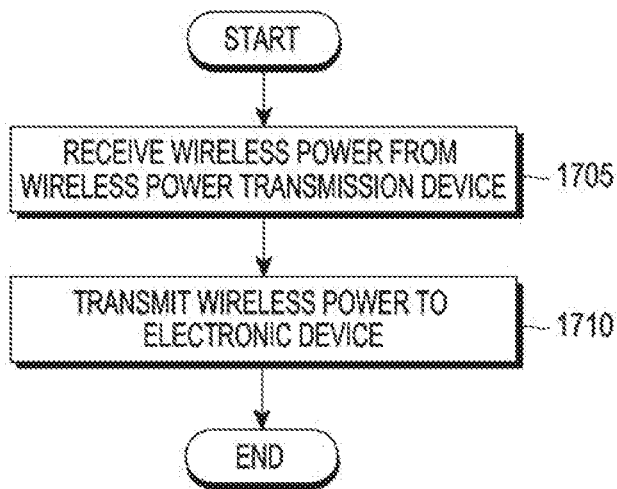 START
RECEIVE WIRELESS POWER FROM
WIRELESS POWER TRANSMISSION DEVICE
1705
TRANSMIT WIRELESS POWER TO
ELECTRONIC DEVICE
1710
END